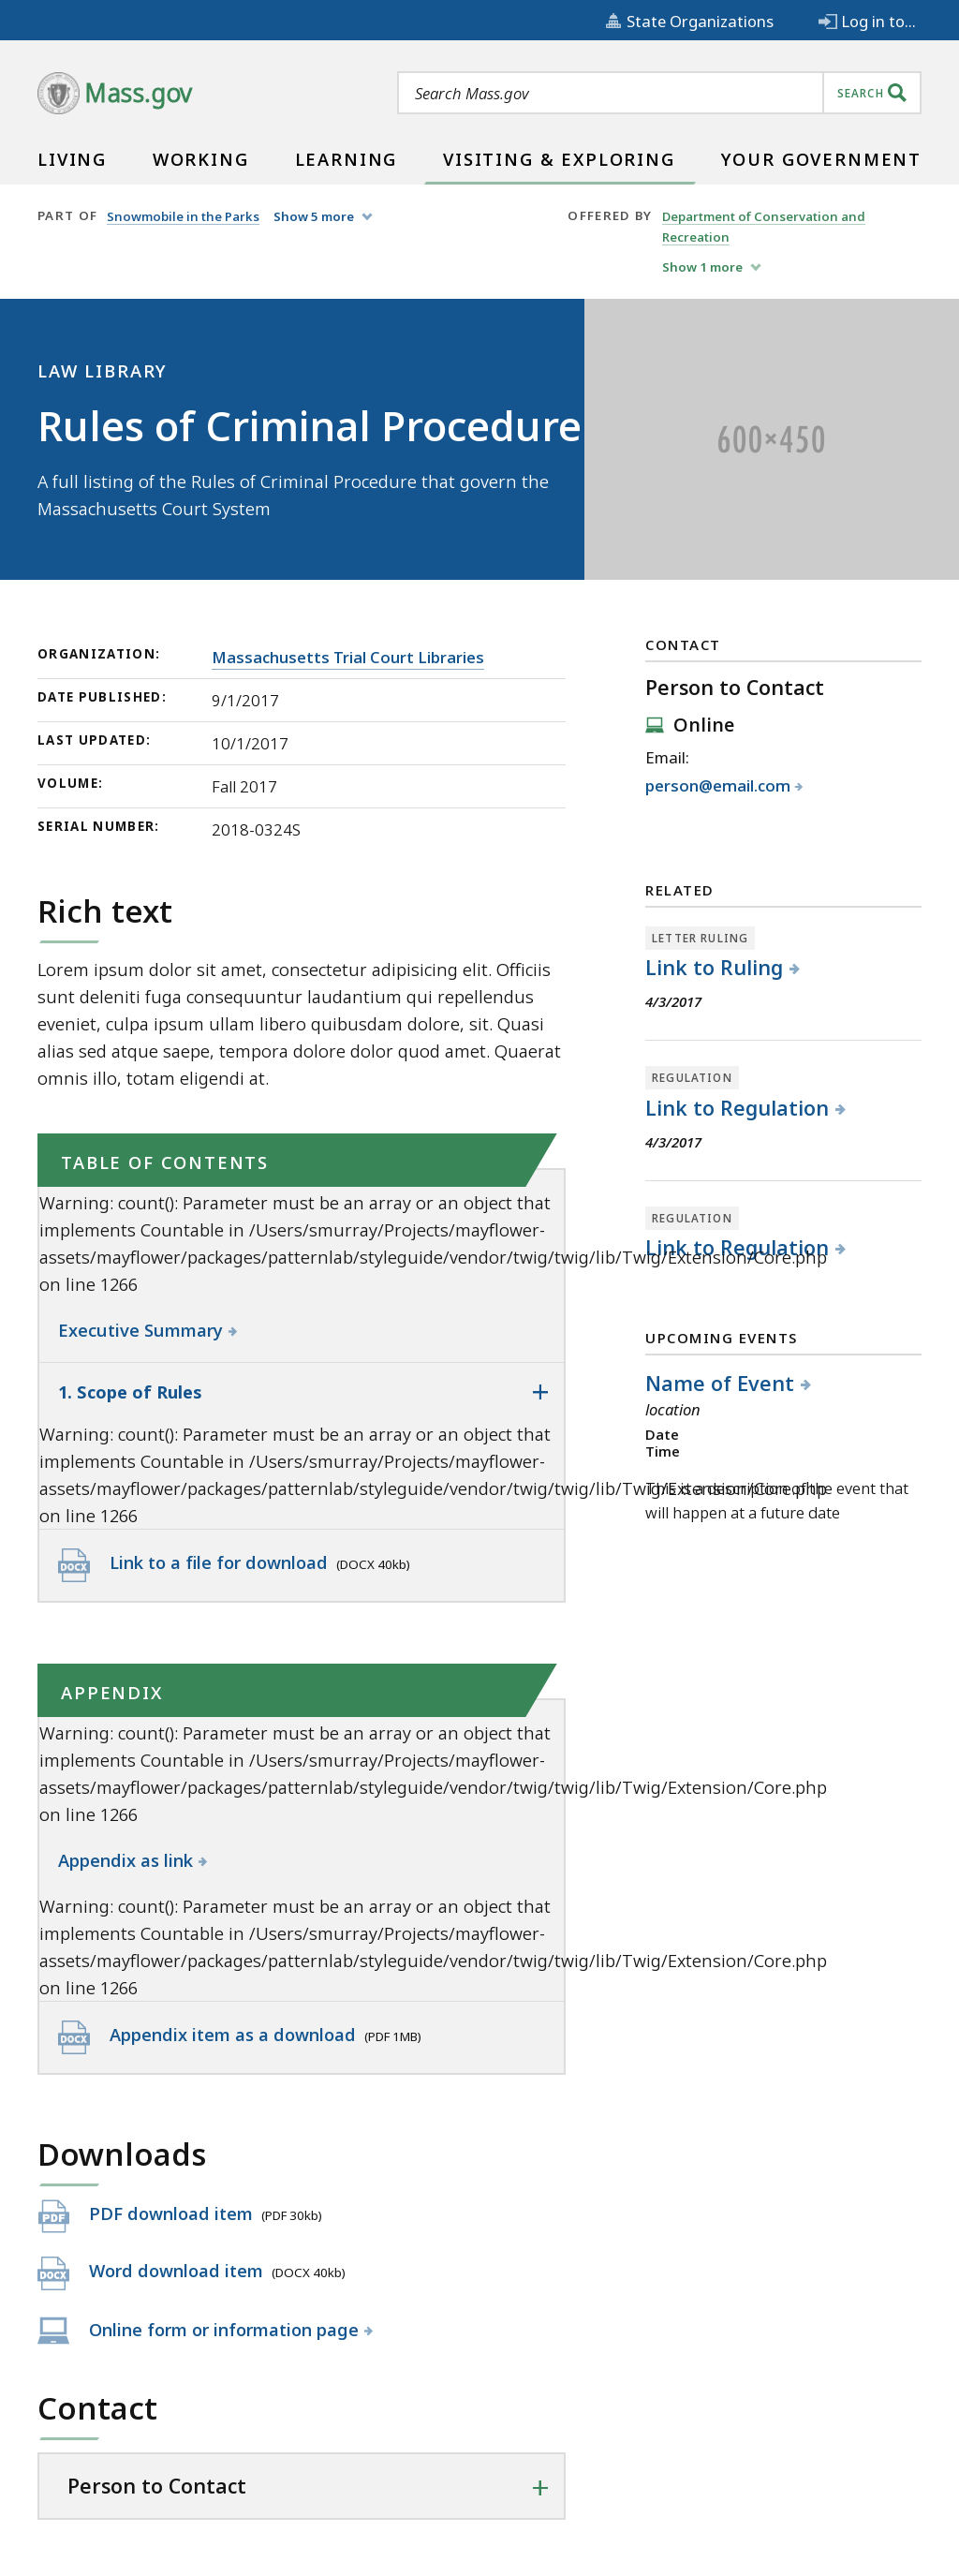 State Organizations
Log in to...
Mass.gov
Search Mass.gov
SEARCH
LIVING
WORKING
LEARNING
VISITING & EXPLORING
YOUR GOVERNMENT
PART OF Snowmobile in the Parks Show 5 more
OFFERED BY Department of Conservation and
Recreation
Show 1 more
LAW LIBRARY
Rules of Criminal Procedure
A full listing of the Rules of Criminal Procedure that govern the
Massachusetts Court System
600×450
ORGANIZATION: Massachusetts Trial Court Libraries
DATE PUBLISHED: 9/1/2017
LAST UPDATED: 10/1/2017
VOLUME: Fall 2017
SERIAL NUMBER: 2018-0324S
Rich text
Lorem ipsum dolor sit amet, consectetur adipisicing elit. Officiis
sunt deleniti fuga consequuntur laudantium qui repellendus
eveniet, culpa ipsum ullam libero quibusdam dolore, sit. Quasi
alias sed atque saepe, tempora dolore dolor quod amet. Quaerat
omnis illo, totam eligendi at.
TABLE OF CONTENTS
Warning: count(): Parameter must be an array or an object that
implements Countable in /Users/smurray/Projects/mayflower-
assets/mayflower/packages/patternlab/styleguide/vendor/twig/twig/lib/Twig/Extension/Core.php
on line 1266
Executive Summary
1. Scope of Rules
Warning: count(): Parameter must be an array or an object that
implements Countable in /Users/smurray/Projects/mayflower-
assets/mayflower/packages/patternlab/styleguide/vendor/twig/twig/lib/Twig/Extension/Core.php
on line 1266
DOCX Link to a file for download (DOCX 40kb)
APPENDIX
Warning: count(): Parameter must be an array or an object that
implements Countable in /Users/smurray/Projects/mayflower-
assets/mayflower/packages/patternlab/styleguide/vendor/twig/twig/lib/Twig/Extension/Core.php
on line 1266
Appendix as link
Warning: count(): Parameter must be an array or an object that
implements Countable in /Users/smurray/Projects/mayflower-
assets/mayflower/packages/patternlab/styleguide/vendor/twig/twig/lib/Twig/Extension/Core.php
on line 1266
DOCX Appendix item as a download (PDF 1MB)
Downloads
PDF PDF download item (PDF 30kb)
DOCX Word download item (DOCX 40kb)
Online form or information page
Contact
Person to Contact
CONTACT
Person to Contact
Online
Email:
person@email.com
RELATED
LETTER RULING
Link to Ruling
4/3/2017
REGULATION
Link to Regulation
4/3/2017
REGULATION
Link to Regulation
UPCOMING EVENTS
Name of Event
location
Date
Time
This is a description of the event that
will happen at a future date